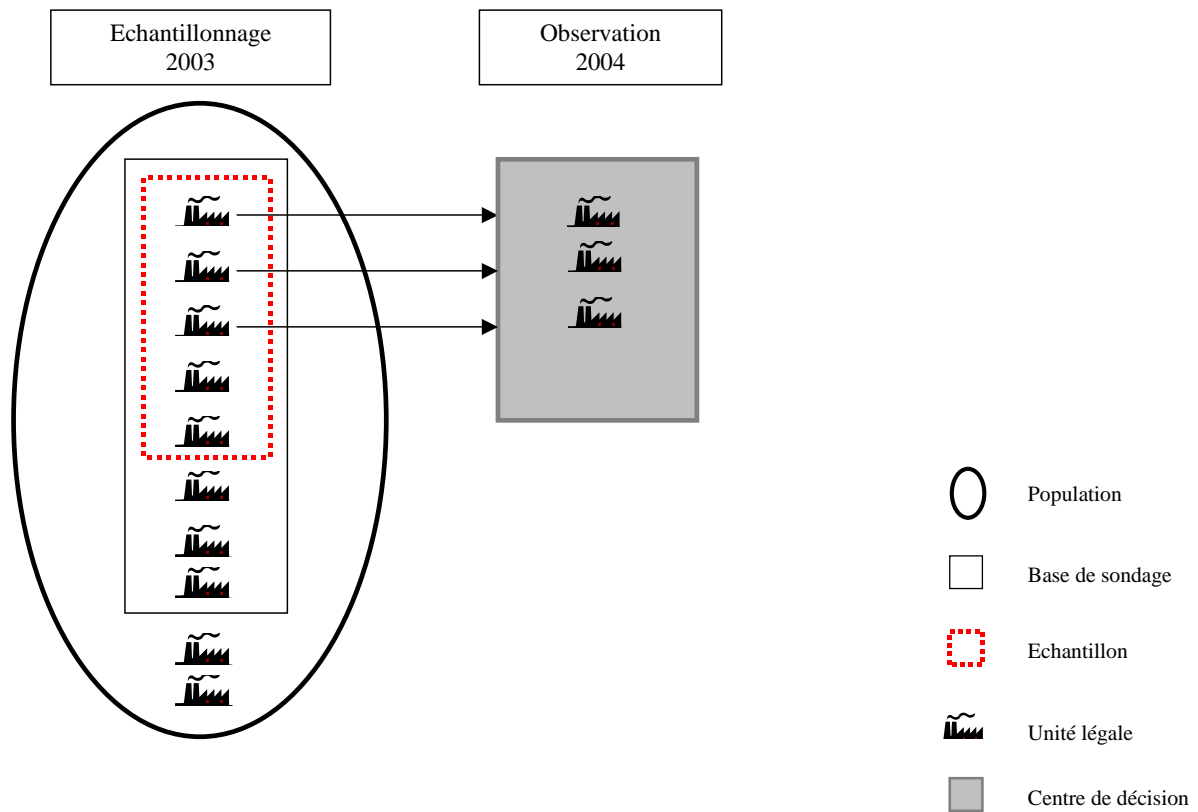 Echantillonnage
2003
Observation
2004
Population
Base de sondage
Echantillon
Unité légale
Centre de décision